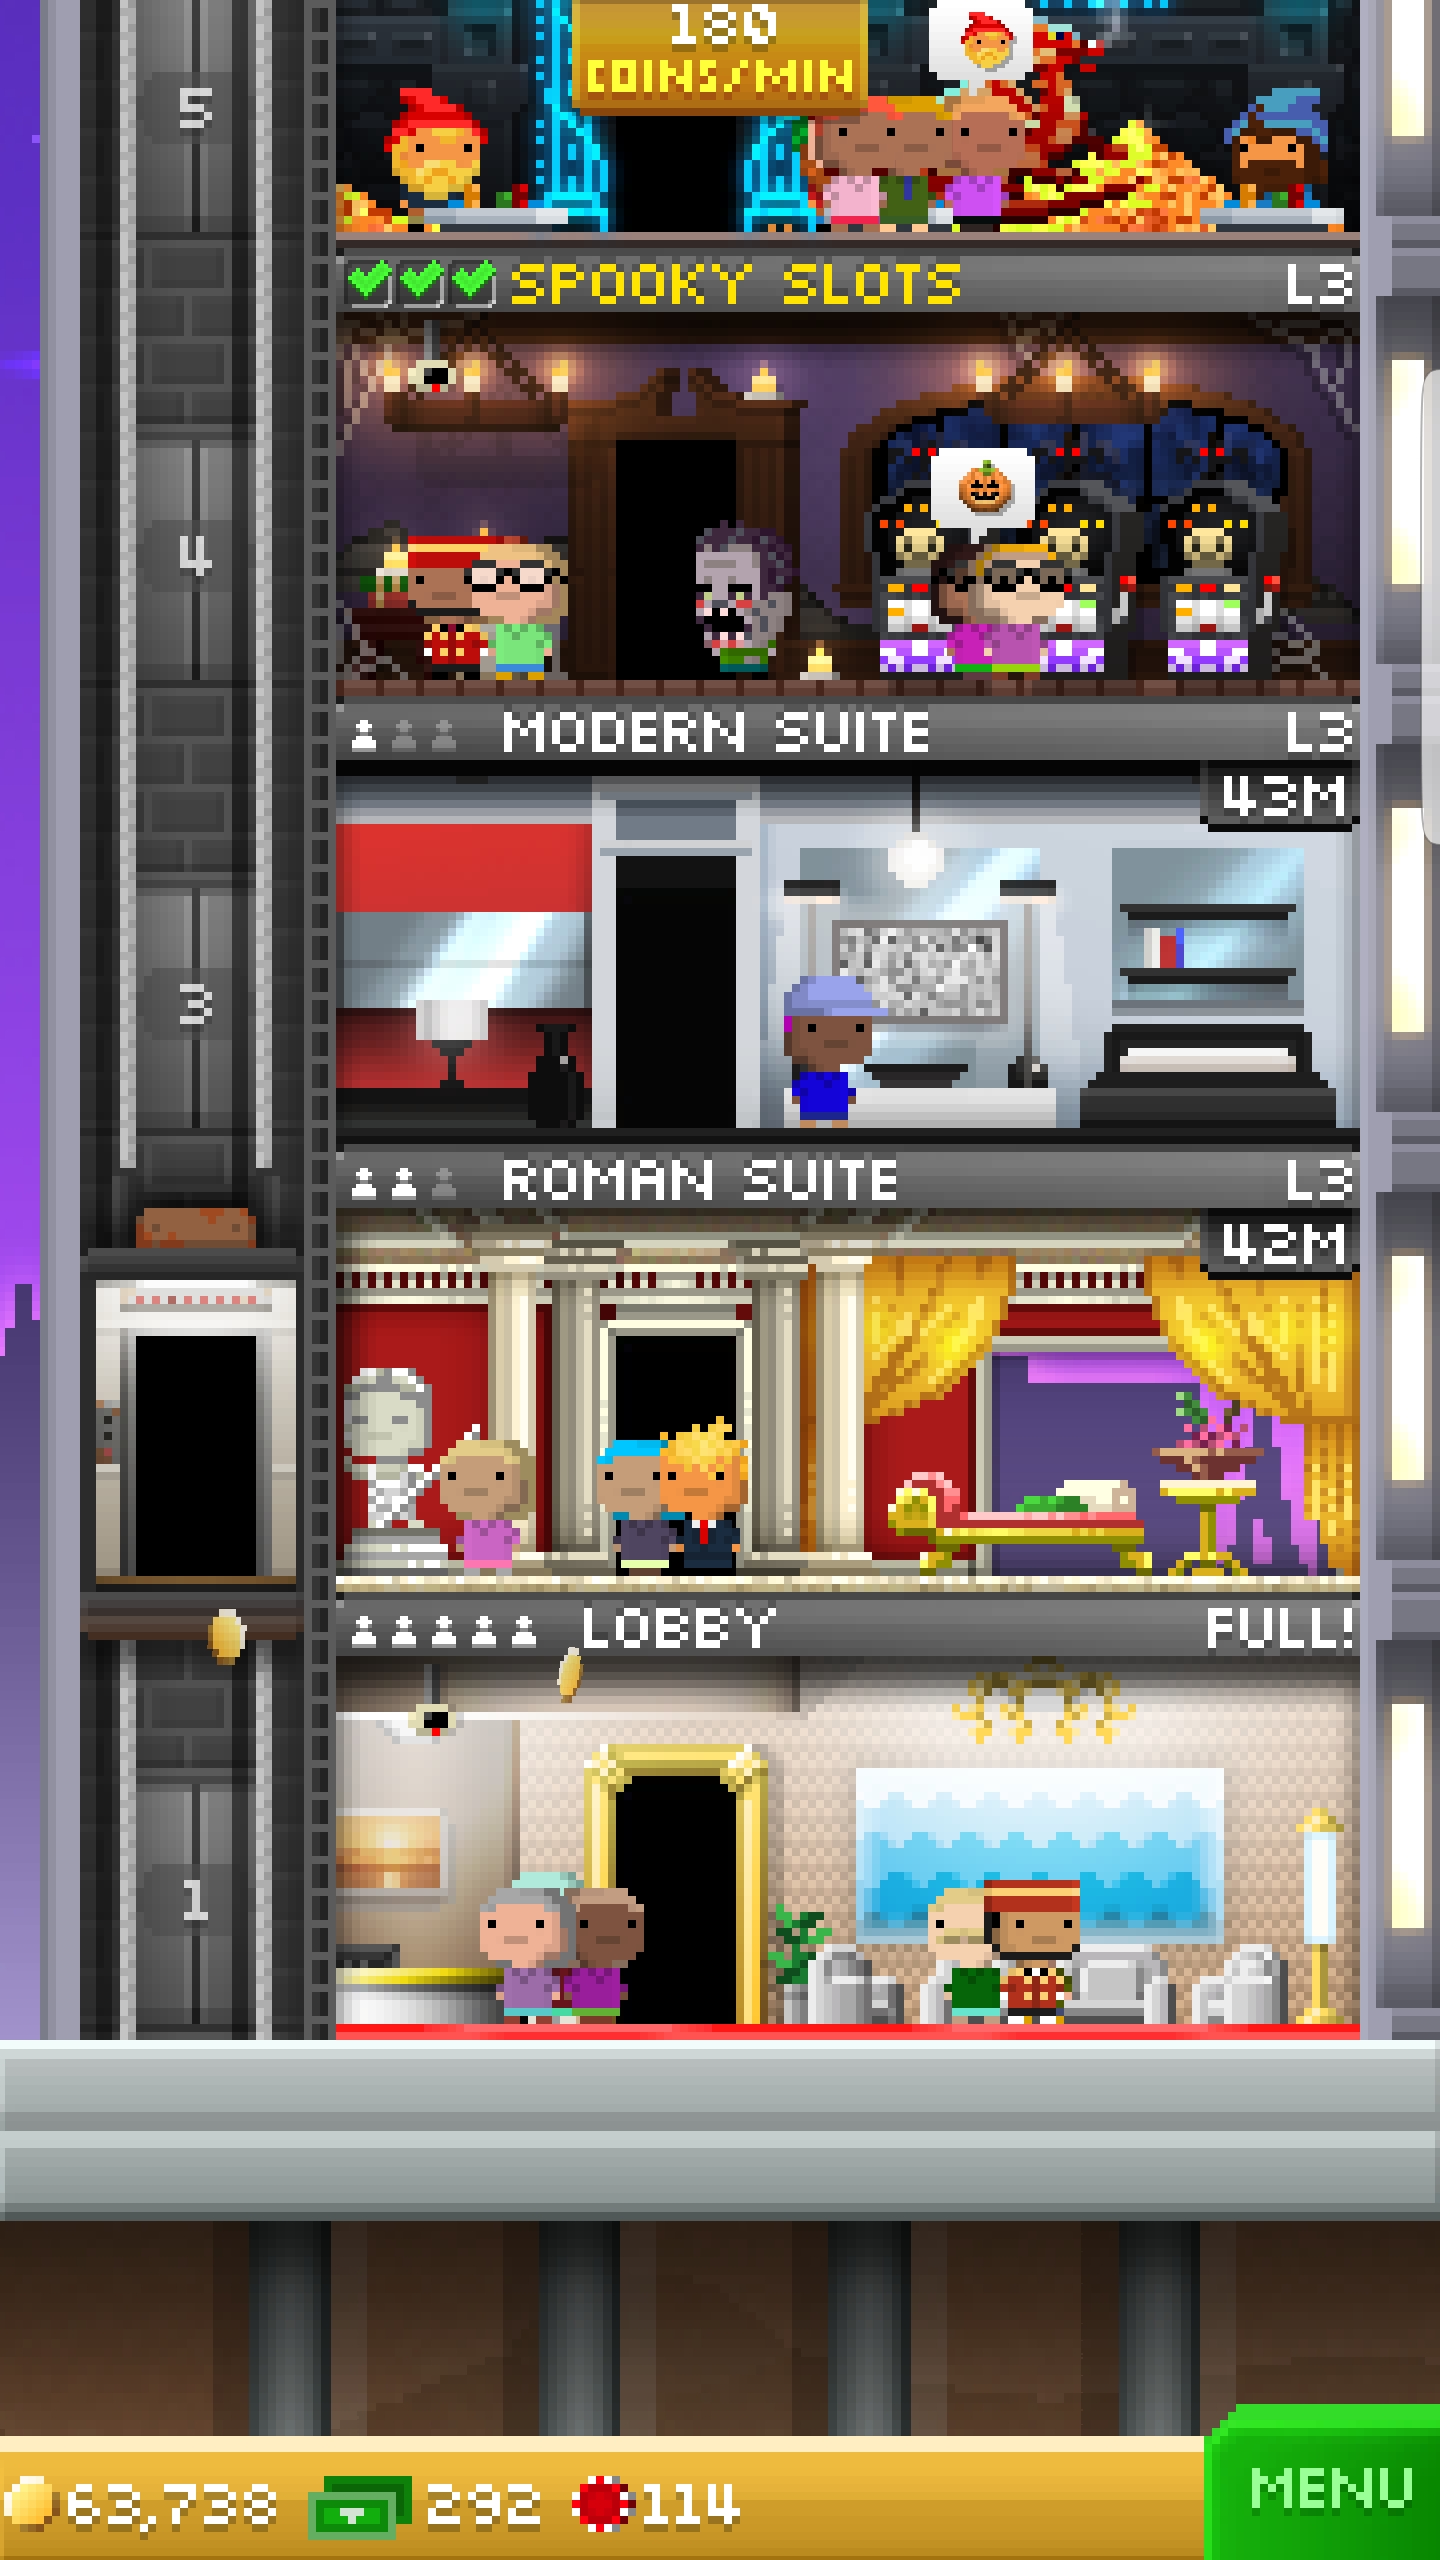 180
COINS/MIN
5
SPOOKY SLOTS L3
4
MODERN SUITE L3
43M
3
ROMAN SUITE L3
42M
LOBBY FULL!
1
63,738 292 114
MENU